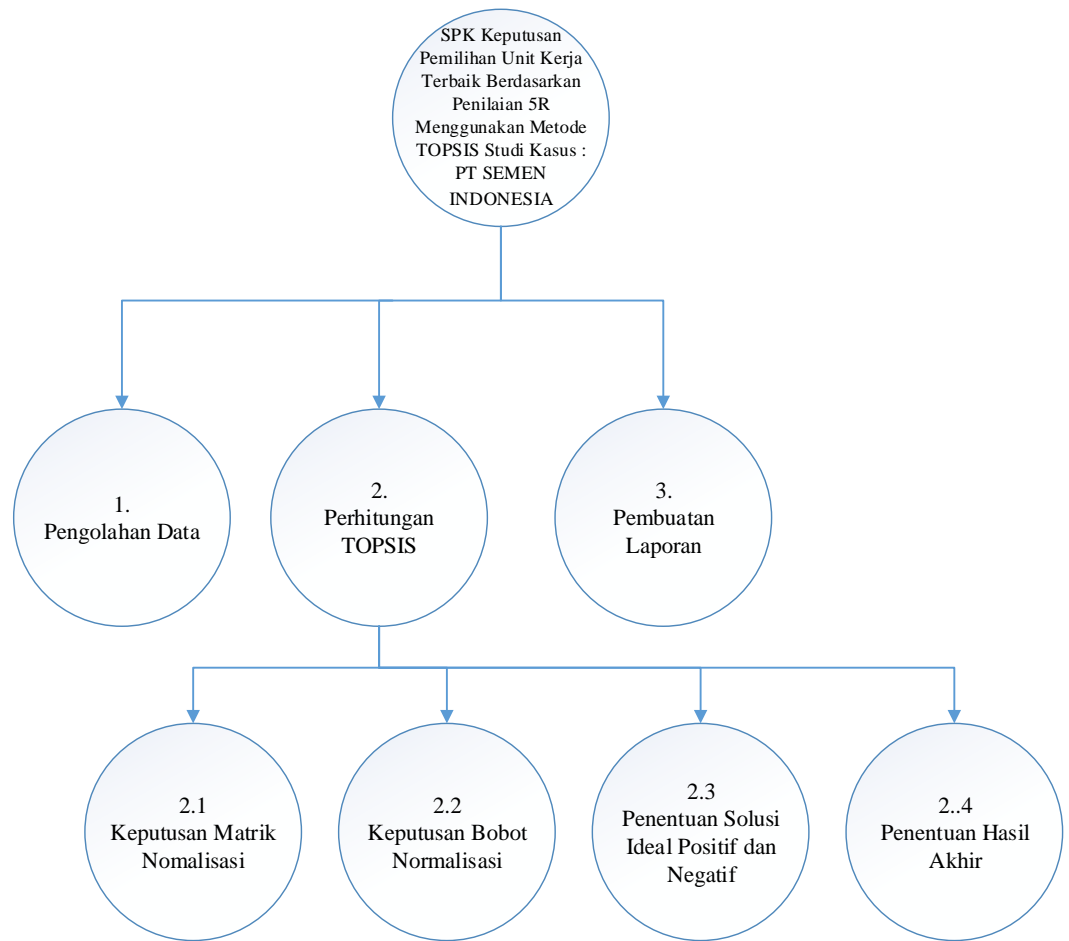 SPK Keputusan
Pemilihan Unit Kerja
Terbaik Berdasarkan
Penilaian 5R
Menggunakan Metode
TOPSIS Studi Kasus :
PT SEMEN
INDONESIA
1.
Pengolahan Data
2.
Perhitungan
TOPSIS
3.
Pembuatan
Laporan
2.1
Keputusan Matrik
Nomalisasi
2.2
Keputusan Bobot
Normalisasi
2.3
Penentuan Solusi
Ideal Positif dan
Negatif
2..4
Penentuan Hasil
Akhir